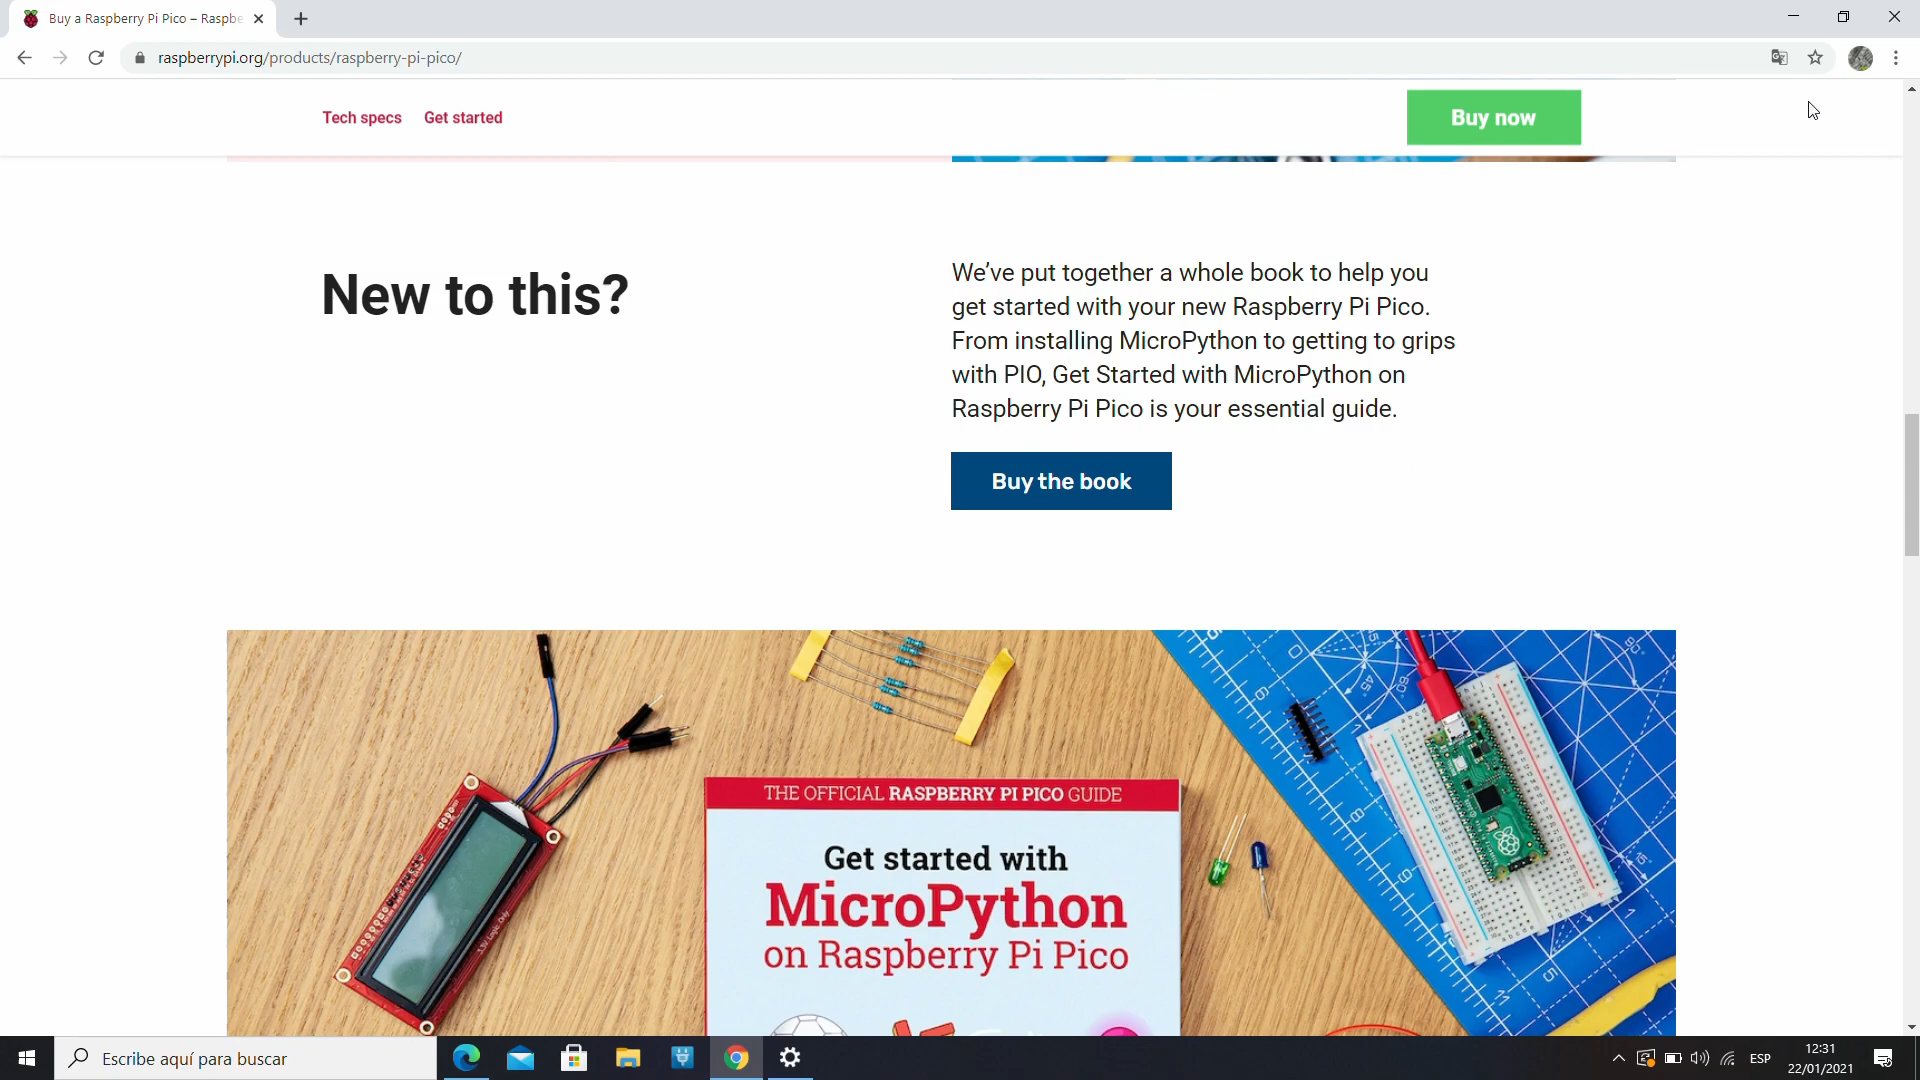 Buy a Raspberry Pi Pico – Raspbe
raspberrypi.org/products/raspberry-pi-pico/
Tech specs Get started Buy now
New to this?
We’ve put together a whole book to help you
get started with your new Raspberry Pi Pico.
From installing MicroPython to getting to grips
with PIO, Get Started with MicroPython on
Raspberry Pi Pico is your essential guide.
Buy the book
THE OFFICIAL RASPBERRY PI PICO GUIDE
Get started with
MicroPython
on Raspberry Pi Pico
3.3V Logic Only
Escribe aquí para buscar
ESP
12:31
22/01/2021